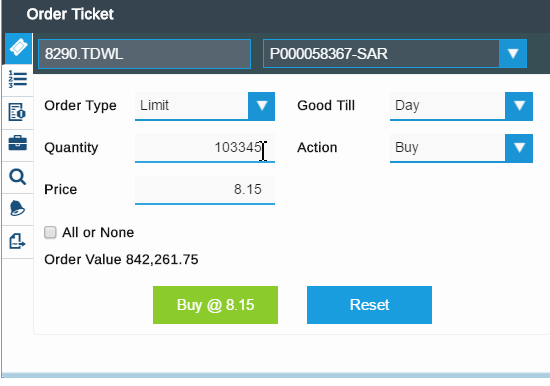 Order Ticket
8290.TDWL P000058367-SAR
Order Type Limit Good Till Day
Quantity 103345 Action Buy
Price 8.15
All or None
Order Value 842,261.75
Buy @ 8.15 Reset